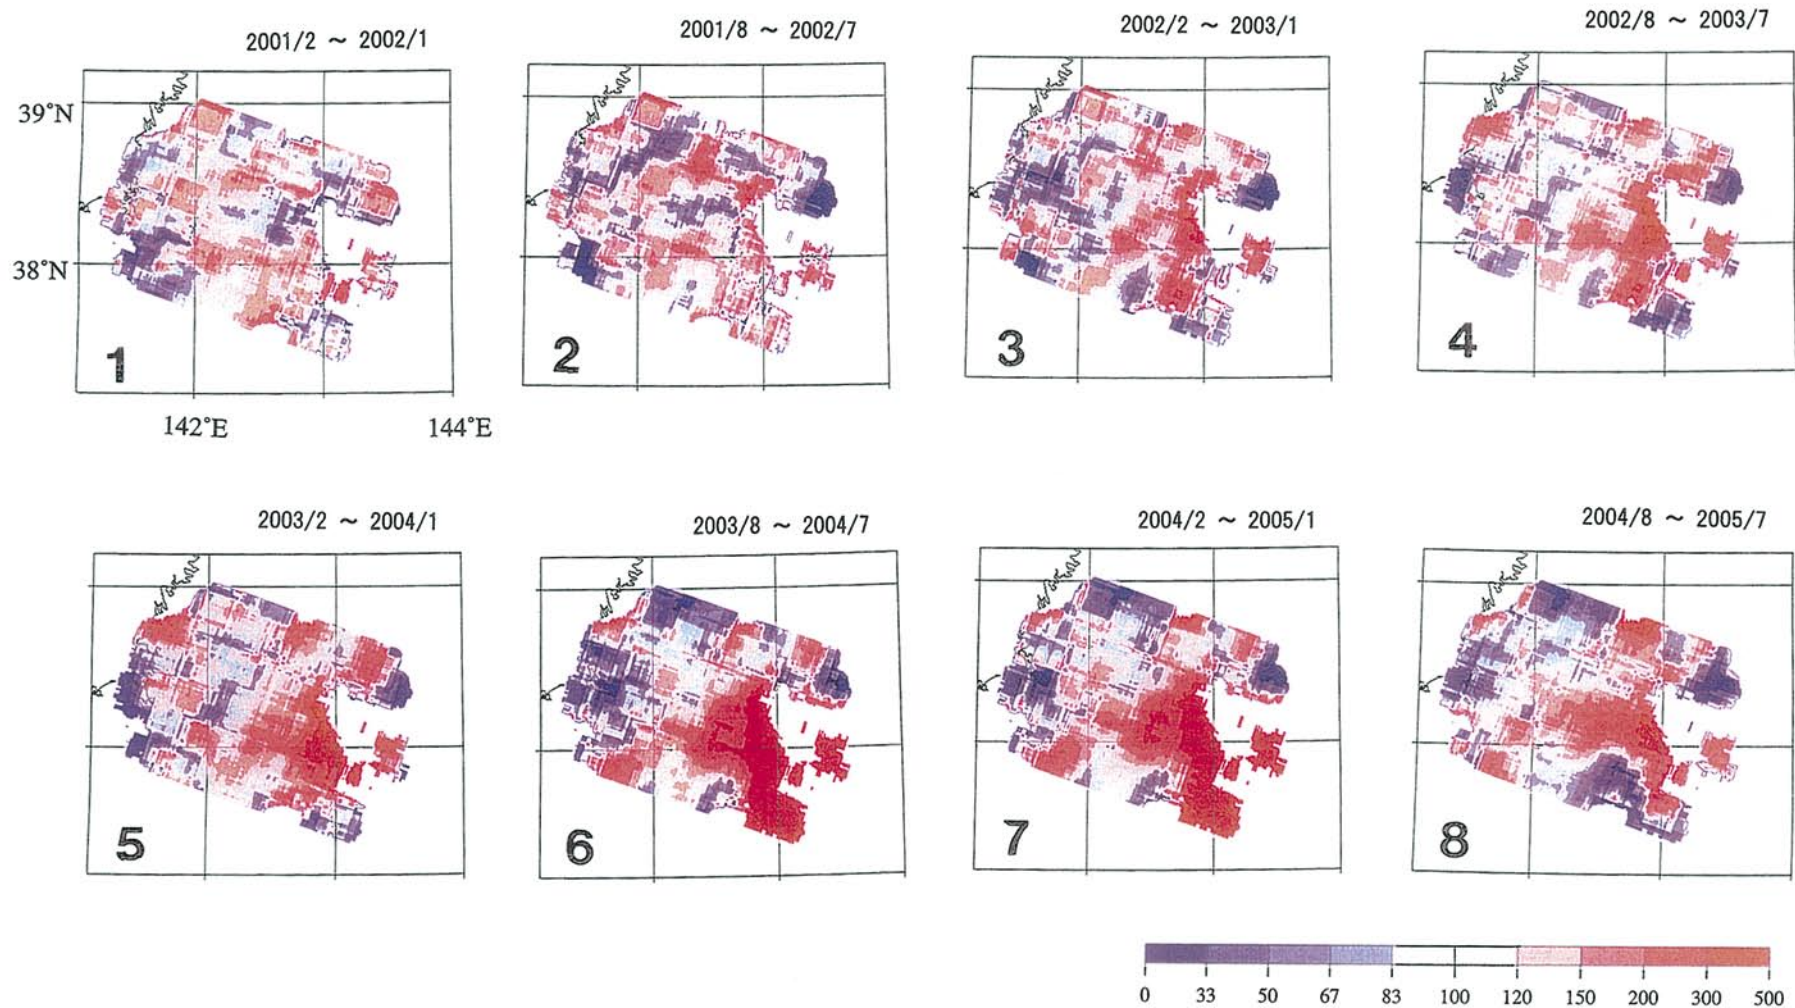 2001/2 ～ 2002/1
2001/8 ～ 2002/7
2002/2 ～ 2003/1
2002/8 ～ 2003/7
39°N
38°N
1
2
3
4
142°E
144°E
2003/2 ～ 2004/1
2003/8 ～ 2004/7
2004/2 ～ 2005/1
2004/8 ～ 2005/7
5
6
7
8
0 33 50 67 83 100 120 150 200 300 500